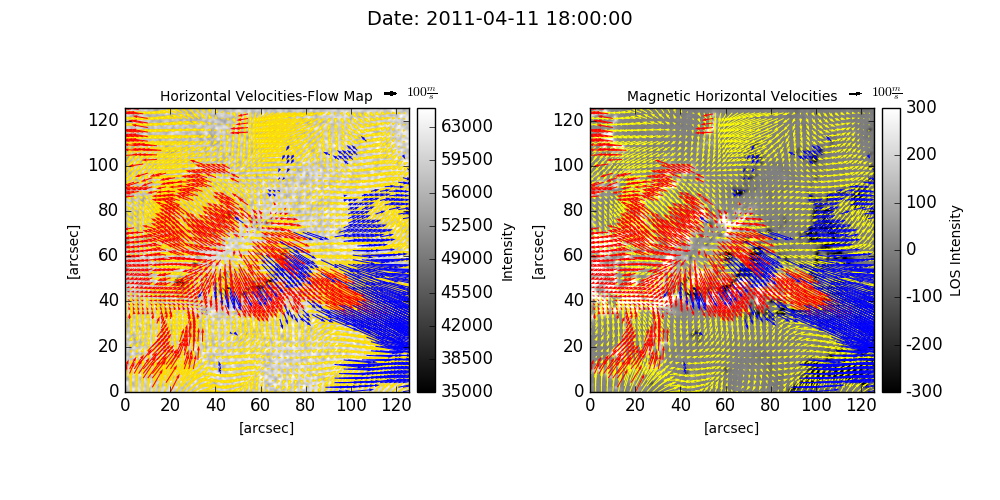 Date: 2011-04-11 18:00:00
Horizontal Velocities-Flow Map
100 m/s
Magnetic Horizontal Velocities
100 m/s
120
100
80
60
40
20
0
[arcsec]
0 20 40 60 80 100 120
[arcsec]
63000
59500
56000
52500
49000
45500
42000
38500
35000
Intensity
120
100
80
60
40
20
0
[arcsec]
0 20 40 60 80 100 120
[arcsec]
300
200
100
0
-100
-200
-300
LOS Intensity